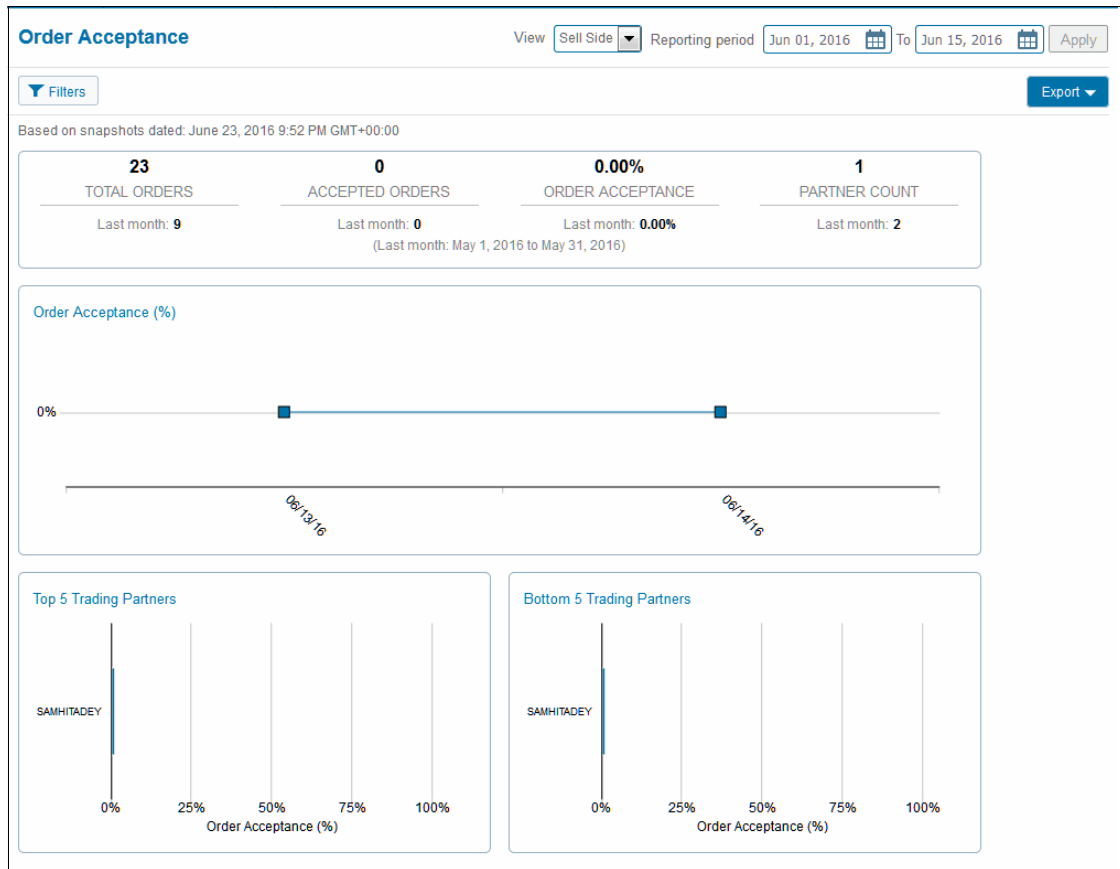 Order Acceptance
View Sell Side Reporting period Jun 01, 2016 To Jun 15, 2016 Apply
Filters
Export
Based on snapshots dated: June 23, 2016 9:52 PM GMT+00:00
23 0 0.00% 1
TOTAL ORDERS ACCEPTED ORDERS ORDER ACCEPTANCE PARTNER COUNT
Last month: 9 Last month: 0 Last month: 0.00% Last month: 2
(Last month: May 1, 2016 to May 31, 2016)
Order Acceptance (%)
0%
06/13/16 06/14/16
Top 5 Trading Partners
SAMHITADEY
0% 25% 50% 75% 100%
Order Acceptance (%)
Bottom 5 Trading Partners
SAMHITADEY
0% 25% 50% 75% 100%
Order Acceptance (%)